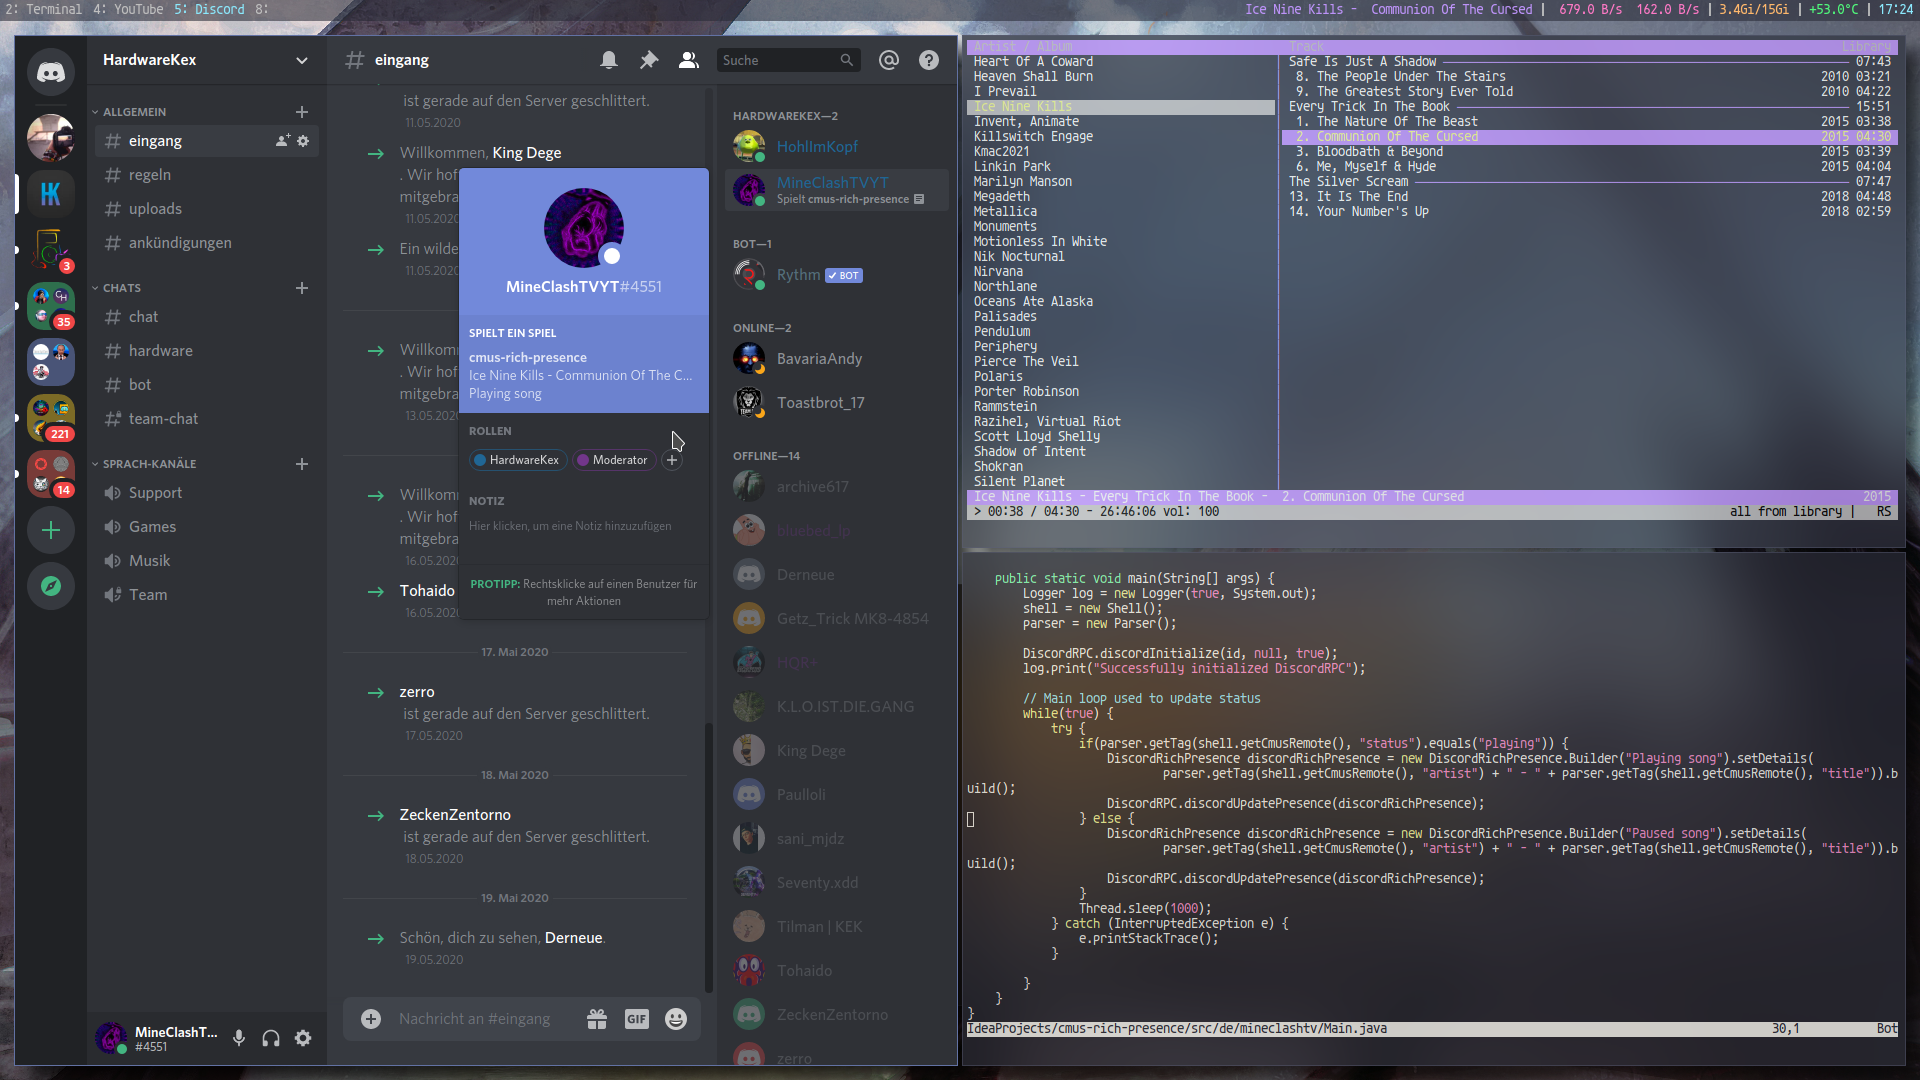 2: Terminal 4: YouTube 5: Discord 8:
Ice Nine Kills -  Communion Of The Cursed | 679.0 B/s 162.0 B/s | 3.4Gi/15Gi | +53.0°C | 17:24
3
35
221
14
HardwareKex
ALLGEMEIN
eingang
regeln
uploads
ankündigungen
CHATS
chat
hardware
bot
team-chat
SPRACH-KANÄLE
Support
Games
Musik
Team
MineClashT...
#4551
eingang
Suche
ist gerade auf den Server geschlittert.
11.05.2020
Willkommen, King Dege
. Wir hof
mitgebra
11.05.2020
Ein wilde
11.05.2020
Willkomm
. Wir hof
mitgebra
13.05.2020
Willkomm
. Wir hof
mitgebra
16.05.2020
Tohaido
16.05.2020
17. Mai 2020
zerro
ist gerade auf den Server geschlittert.
17.05.2020
18. Mai 2020
ZeckenZentorno
ist gerade auf den Server geschlittert.
18.05.2020
19. Mai 2020
Schön, dich zu sehen, Derneue.
19.05.2020
Nachricht an #eingang
GIF
MineClashTVYT#4551
SPIELT EIN SPIEL
cmus-rich-presence
Ice Nine Kills - Communion Of The C...
Playing song
ROLLEN
HardwareKex Moderator
NOTIZ
Hier klicken, um eine Notiz hinzuzufügen
PROTIPP: Rechtsklicke auf einen Benutzer für
mehr Aktionen
HARDWAREKEX—2
HohlImKopf
MineClashTVYT
Spielt cmus-rich-presence
BOT—1
Rythm BOT
ONLINE—2
BavariaAndy
Toastbrot_17
OFFLINE—14
archive617
bluebed_lp
Derneue
Getz_Trick MK8-4854
HQR+
K.L.O.IST.DIE.GANG
King Dege
Paulloli
sani_mjdz
Seventy.xdd
Tilman | KEK
Tohaido
ZeckenZentorno
zerro
Artist / Album
Heart Of A Coward
Heaven Shall Burn
I Prevail
Ice Nine Kills
Invent, Animate
Killswitch Engage
Kmac2021
Linkin Park
Marilyn Manson
Megadeth
Metallica
Monuments
Motionless In White
Nik Nocturnal
Nirvana
Northlane
Oceans Ate Alaska
Palisades
Pendulum
Periphery
Pierce The Veil
Polaris
Porter Robinson
Rammstein
Razihel, Virtual Riot
Scott Lloyd Shelly
Shadow of Intent
Shokran
Silent Planet
Track Library
Safe Is Just A Shadow 07:43
8. The People Under The Stairs 2010 03:21
9. The Greatest Story Ever Told 2010 04:22
Every Trick In The Book 15:51
1. The Nature Of The Beast 2015 03:38
2. Communion Of The Cursed 2015 04:30
3. Bloodbath & Beyond 2015 03:39
6. Me, Myself & Hyde 2015 04:04
The Silver Scream 07:47
13. It Is The End 2018 04:48
14. Your Number's Up 2018 02:59
Ice Nine Kills - Every Trick In The Book -  2. Communion Of The Cursed 2015
> 00:38 / 04:30 - 26:46:06 vol: 100 all from library | RS
public static void main(String[] args) {
Logger log = new Logger(true, System.out);
shell = new Shell();
parser = new Parser();
DiscordRPC.discordInitialize(id, null, true);
log.print("Successfully initialized DiscordRPC");
// Main loop used to update status
while(true) {
try {
if(parser.getTag(shell.getCmusRemote(), "status").equals("playing")) {
DiscordRichPresence discordRichPresence = new DiscordRichPresence.Builder("Playing song").setDetails(
parser.getTag(shell.getCmusRemote(), "artist") + " - " + parser.getTag(shell.getCmusRemote(), "title")).b
uild();
DiscordRPC.discordUpdatePresence(discordRichPresence);
} else {
DiscordRichPresence discordRichPresence = new DiscordRichPresence.Builder("Paused song").setDetails(
parser.getTag(shell.getCmusRemote(), "artist") + " - " + parser.getTag(shell.getCmusRemote(), "title")).b
uild();
DiscordRPC.discordUpdatePresence(discordRichPresence);
}
Thread.sleep(1000);
} catch (InterruptedException e) {
e.printStackTrace();
}
}
}
}
IdeaProjects/cmus-rich-presence/src/de/mineclashtv/Main.java 30,1 Bot